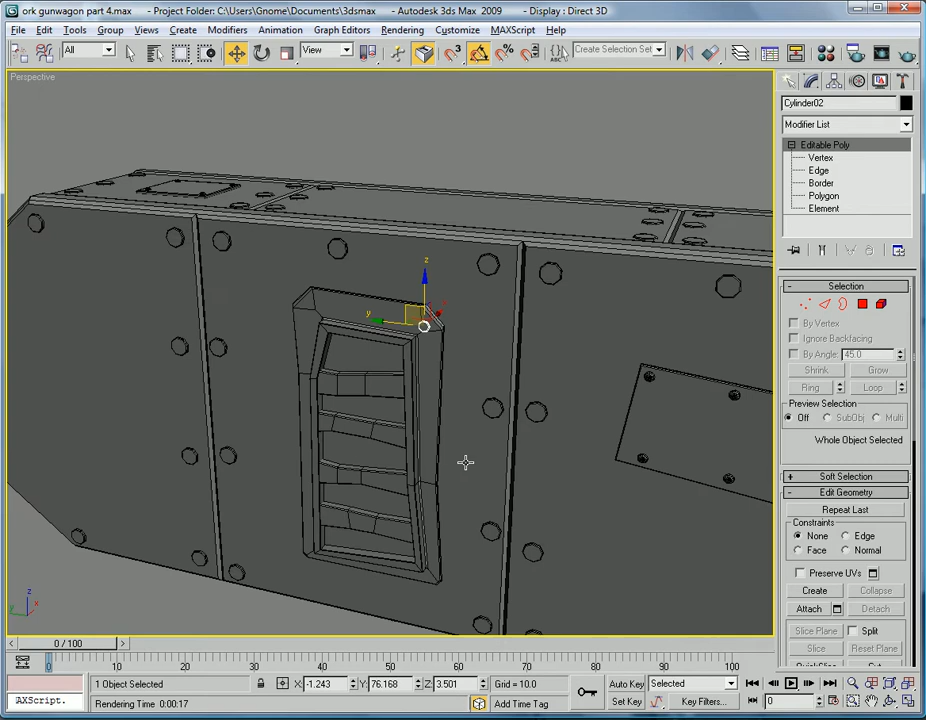 ork gunwagon part 4.max - Project Folder: C:\Users\Gnome\Documents\3dsmax - Autodesk 3ds Max 2009 - Display : Direct 3D
File Edit Tools Group Views Create Modifiers Animation Graph Editors Rendering Customize MAXScript Help
All View 3 % ABC Create Selection Set
Perspective
Cylinder02
Modifier List
Editable Poly
Vertex
Edge
Border
Polygon
Element
z
y
x
- Selection
By Vertex
Ignore Backfacing
By Angle: 45.0
Shrink Grow
Ring Loop
Preview Selection
Off SubObj Multi
Whole Object Selected
+ Soft Selection
- Edit Geometry
Repeat Last
Constraints
None Edge
Face Normal
Preserve UVs
Create Collapse
Attach Detach
Slice Plane Split
Slice Reset Plane
QuickSlice Cut
z
y x
< 0 / 100 >
0 10 20 30 40 50 60 70 80 90 100
1 Object Selected X: -1.243 Y: 76.168 Z: 3.501 Grid = 10.0 Auto Key Selected
AXScript. Rendering Time 0:00:17 Add Time Tag Set Key Key Filters... 0